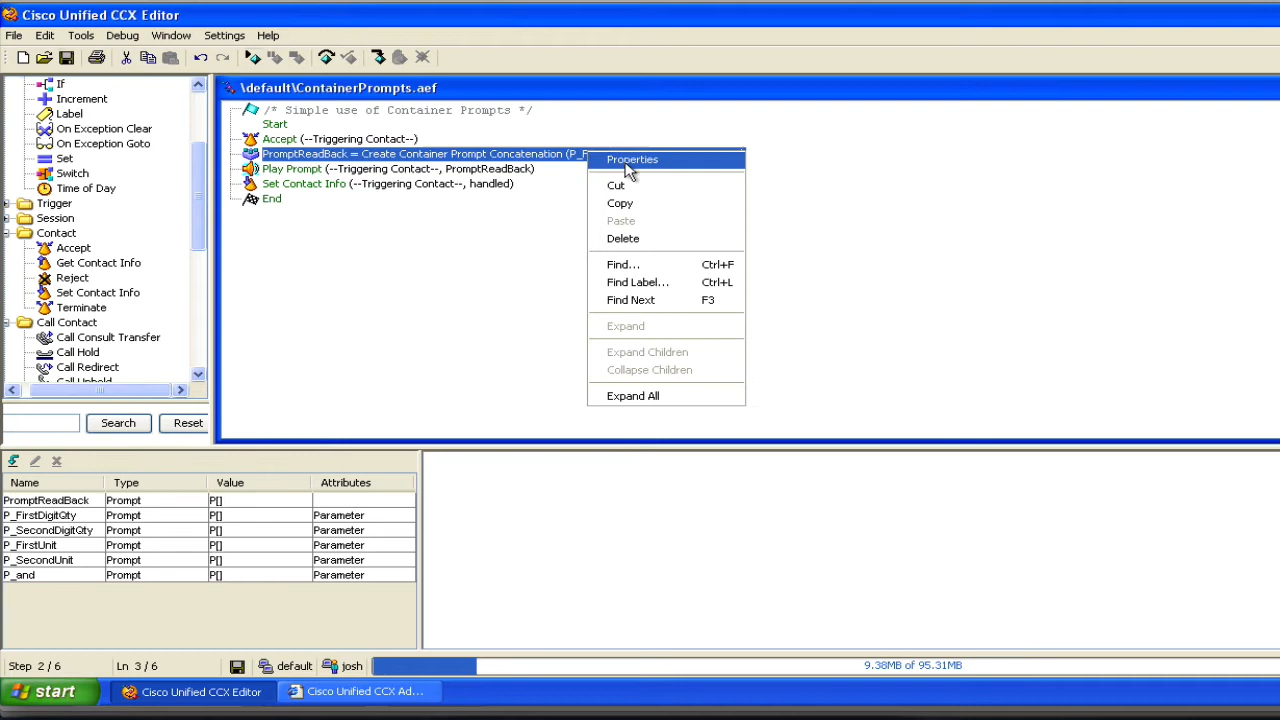 Cisco Unified CCX Editor
File Edit Tools Debug Window Settings Help
If
Increment
Label
On Exception Clear
On Exception Goto
Set
Switch
Time of Day
Trigger
Session
Contact
Accept
Get Contact Info
Reject
Set Contact Info
Terminate
Call Contact
Call Consult Transfer
Call Hold
Call Redirect
Call Unhold
Search Reset
\default\ContainerPrompts.aef
/* Simple use of Container Prompts */
Start
Accept (--Triggering Contact--)
PromptReadBack = Create Container Prompt Concatenation (P_F
Play Prompt (--Triggering Contact--, PromptReadBack)
Set Contact Info (--Triggering Contact--, handled)
End
Properties
Cut
Copy
Paste
Delete
Find... Ctrl+F
Find Label... Ctrl+L
Find Next F3
Expand
Expand Children
Collapse Children
Expand All
Name Type Value Attributes
PromptReadBack Prompt P[]
P_FirstDigitQty Prompt P[] Parameter
P_SecondDigitQty Prompt P[] Parameter
P_FirstUnit Prompt P[] Parameter
P_SecondUnit Prompt P[] Parameter
P_and Prompt P[] Parameter
Step 2 / 6 Ln 3 / 6 default josh 9.38MB of 95.31MB
start Cisco Unified CCX Editor Cisco Unified CCX Ad...